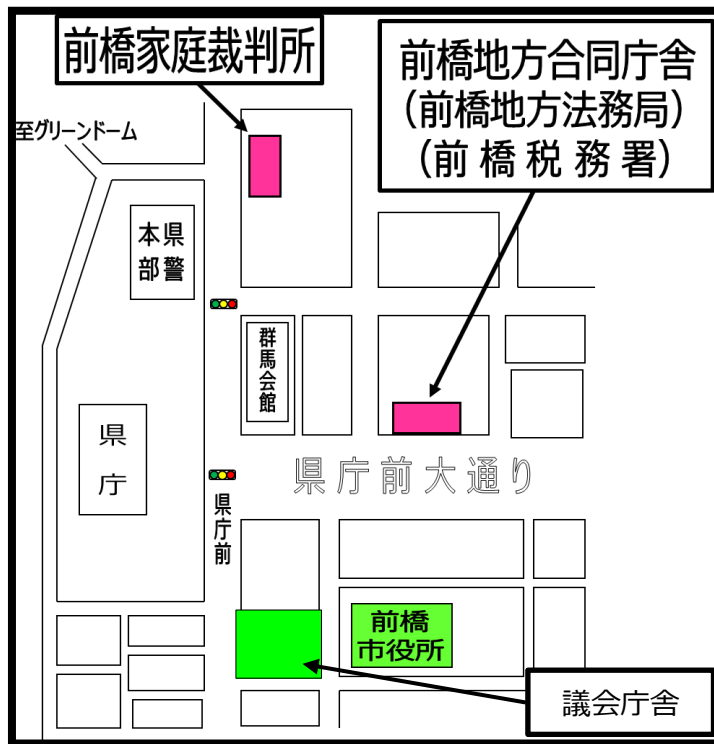 前橋家庭裁判所
前橋地方合同庁舎
（前橋地方法務局）
（前橋税務署）
至グリーンドーム
県警
本部
群馬会館
県庁
県庁前大通り
県庁前
前橋
市役所
議会庁舎